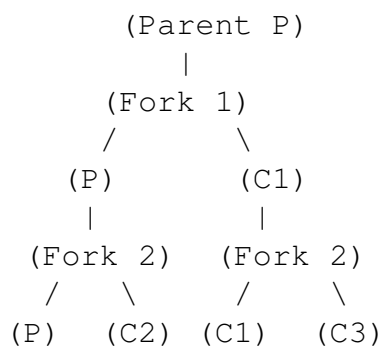 (Parent P)
|
(Fork 1)
/ \
(P) (C1)
| |
(Fork 2) (Fork 2)
/ \ / \
(P) (C2) (C1) (C3)